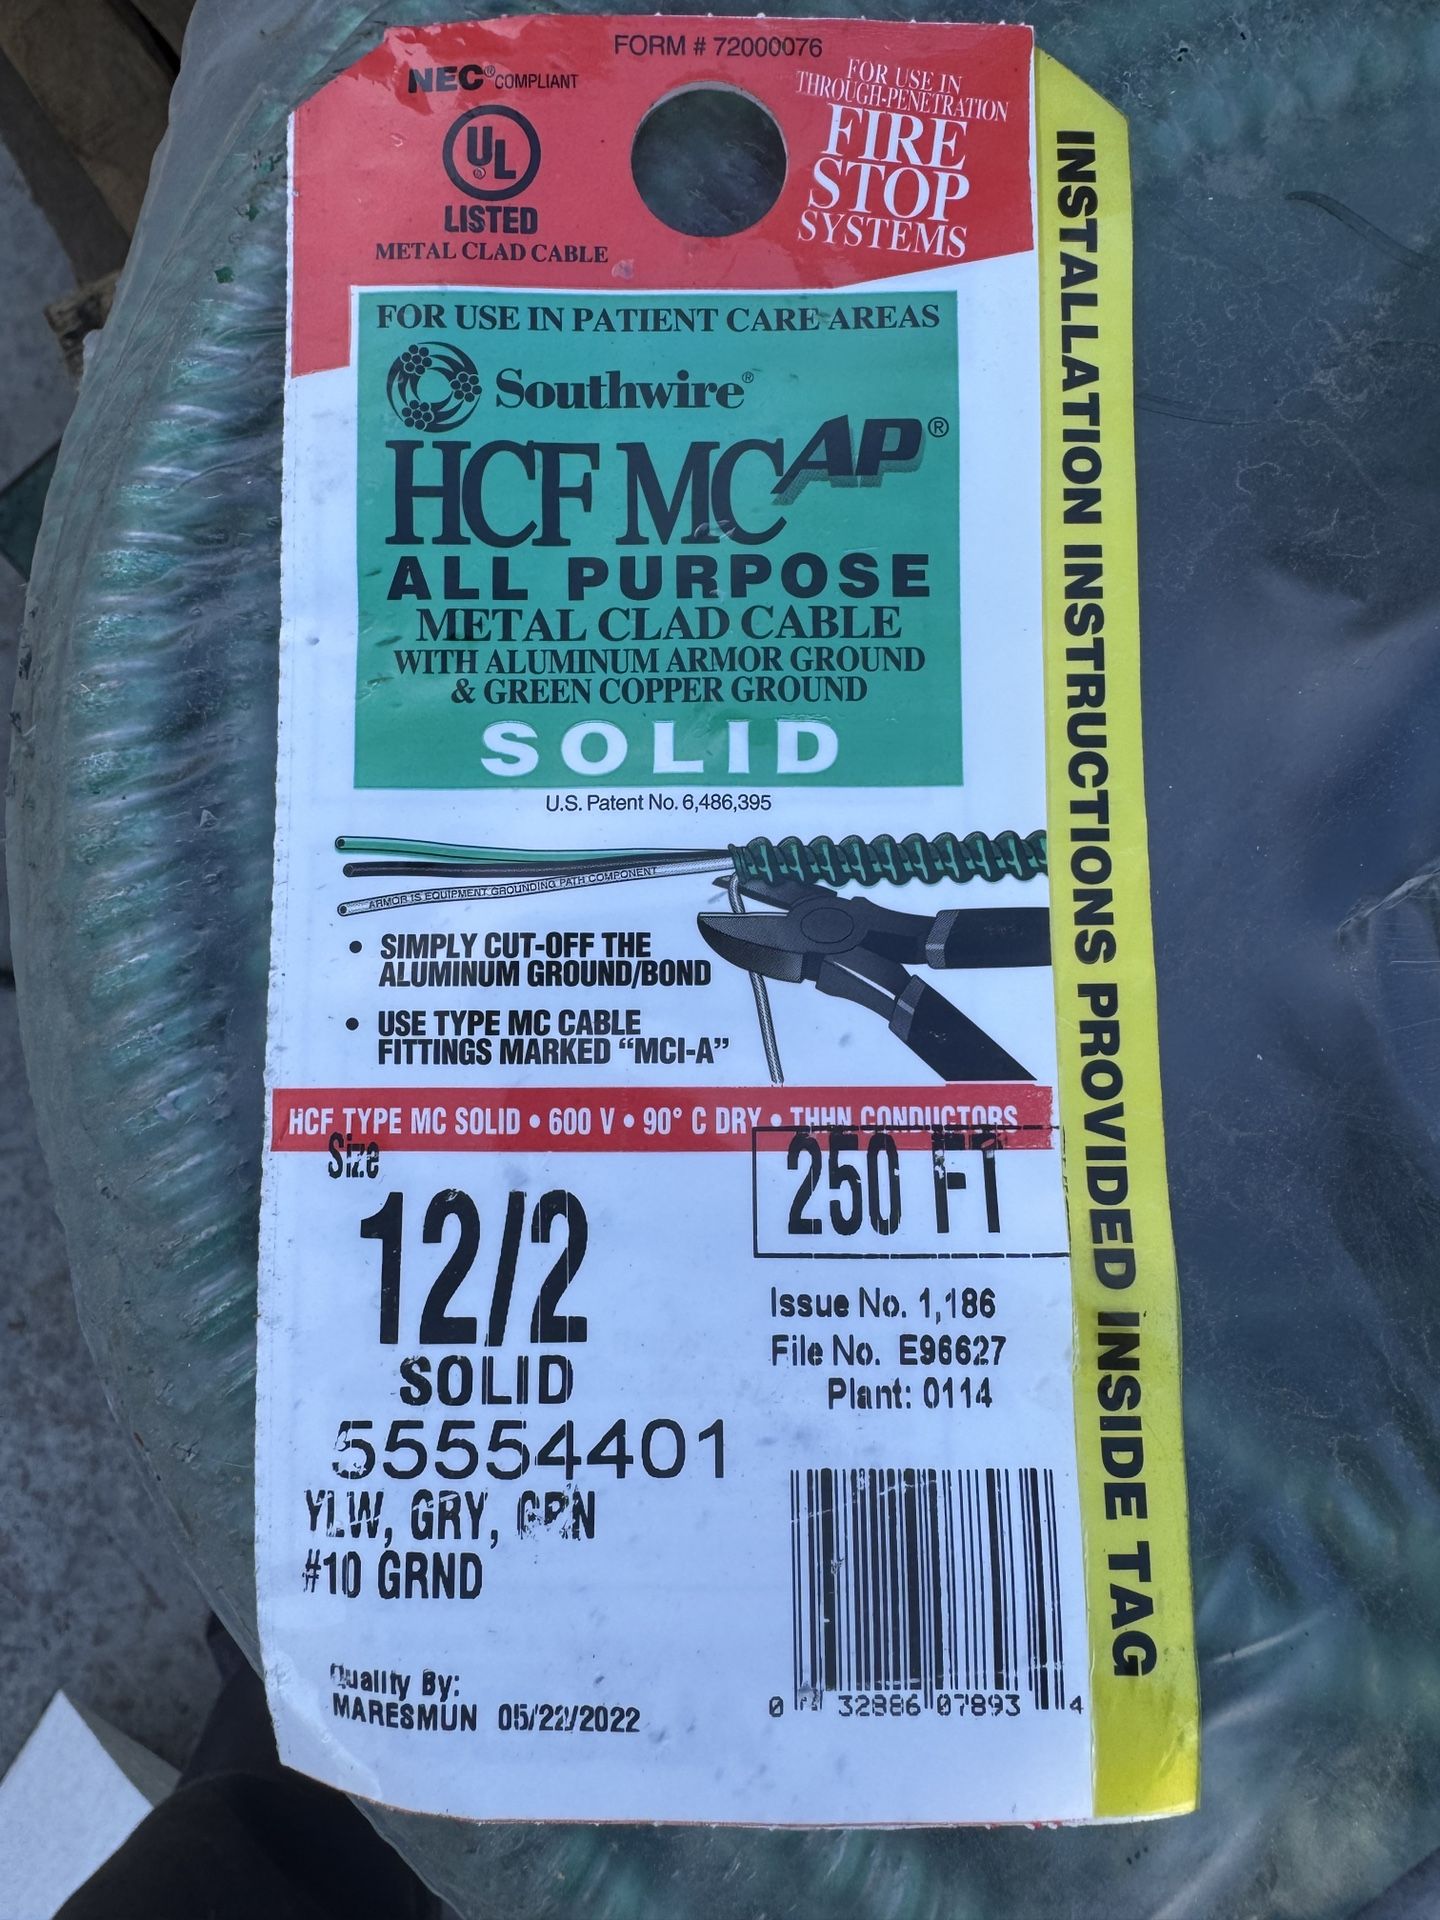 FORM # 72000076
NEC® COMPLIANT
UL
®
LISTED
METAL CLAD CABLE
FOR USE IN
THROUGH-PENETRATION
FIRE
STOP
SYSTEMS
FOR USE IN PATIENT CARE AREAS
Southwire®
HCF MCAP®
ALL PURPOSE
METAL CLAD CABLE
WITH ALUMINUM ARMOR GROUND
& GREEN COPPER GROUND
SOLID
U.S. Patent No. 6,486,395
ARMOR IS EQUIPMENT GROUNDING PATH COMPONENT
• SIMPLY CUT-OFF THE
ALUMINUM GROUND/BOND
• USE TYPE MC CABLE
FITTINGS MARKED “MCI-A”
HCF TYPE MC SOLID • 600 V • 90° C DRY • THHN CONDUCTORS
Size
12/2
SOLID
55554401
YLW, GRY, GRN
#10 GRND
250 FT
Issue No. 1,186
File No. E96627
Plant: 0114
0 32886 07893 4
Quality By:
MARESMUN 05/22/2022
INSTALLATION INSTRUCTIONS PROVIDED INSIDE TAG